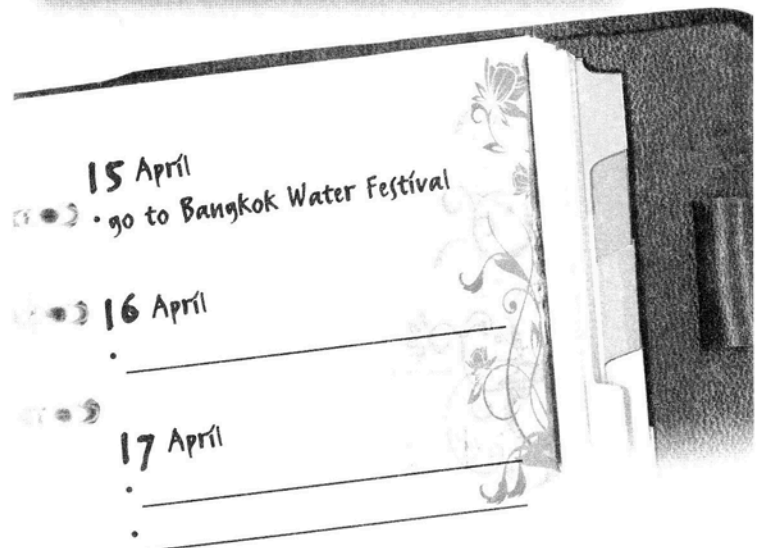 15 April
• go to Bangkok Water Festival
16 April
•
17 April
•
•